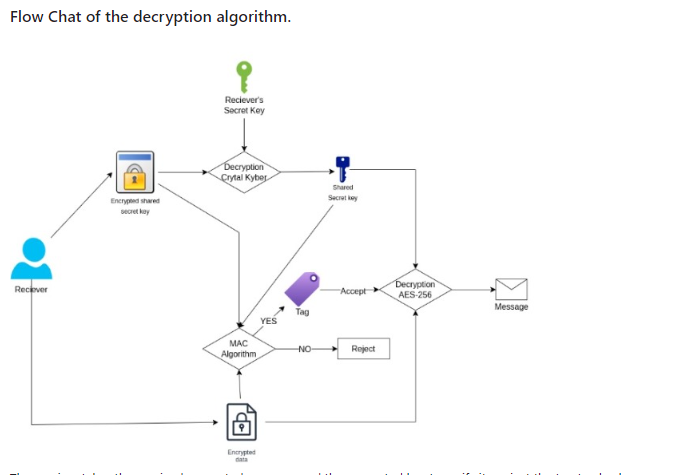 Flow Chat of the decryption algorithm.
Reciever's
Secret Key
Decryption
Crytal Kyber
Encrypted shared
secret key
Shared
Secret key
Reciever
Tag
Accept
Decryption
AES-256
Message
YES
MAC
Algorithm
NO
Reject
Encrypted
data